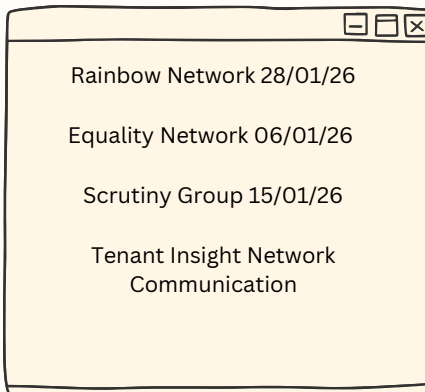 Rainbow Network 28/01/26
Equality Network 06/01/26
Scrutiny Group 15/01/26
Tenant Insight Network
Communication